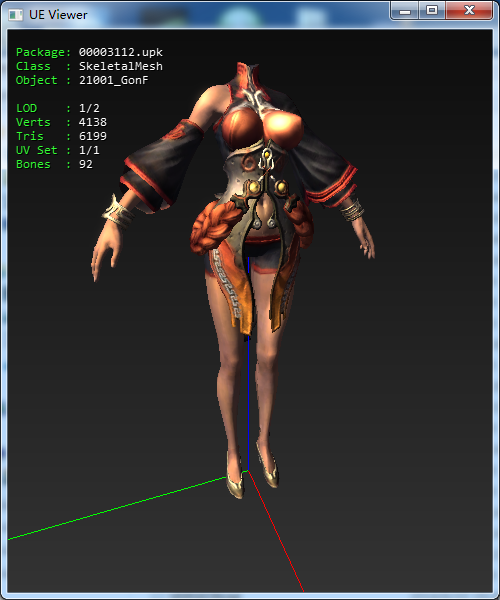 UE Viewer
Package: 00003112.upk
Class : SkeletalMesh
Object : 21001_GonF
LOD : 1/2
Verts : 4138
Tris : 6199
UV Set : 1/1
Bones : 92